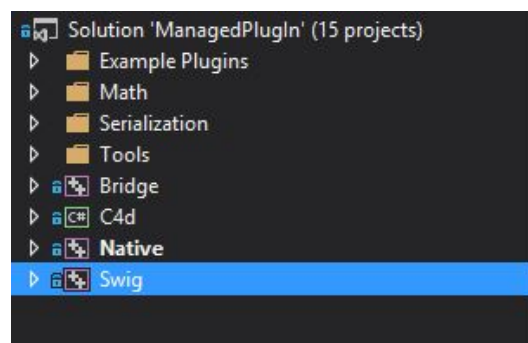 Solution 'ManagedPlugIn' (15 projects)
Example Plugins
Math
Serialization
Tools
Bridge
C# C4d
Native
Swig